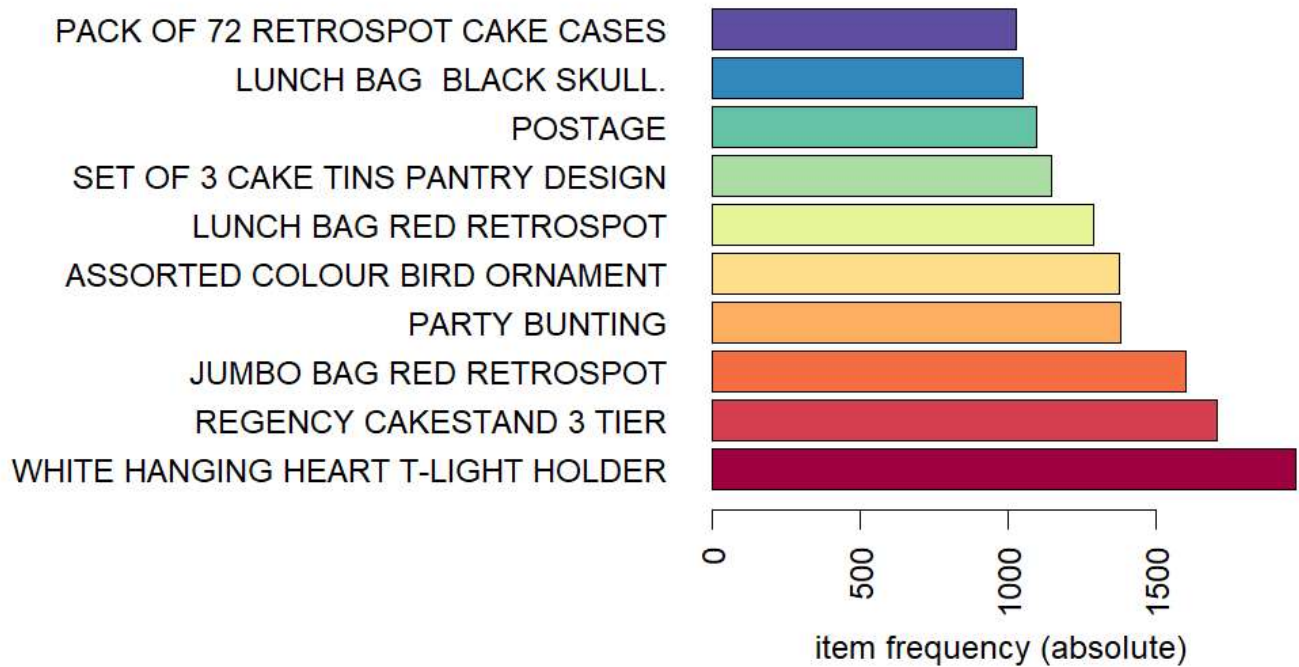 PACK OF 72 RETROSPOT CAKE CASES
LUNCH BAG  BLACK SKULL.
POSTAGE
SET OF 3 CAKE TINS PANTRY DESIGN
LUNCH BAG RED RETROSPOT
ASSORTED COLOUR BIRD ORNAMENT
PARTY BUNTING
JUMBO BAG RED RETROSPOT
REGENCY CAKESTAND 3 TIER
WHITE HANGING HEART T-LIGHT HOLDER
0
500
1000
1500
item frequency (absolute)